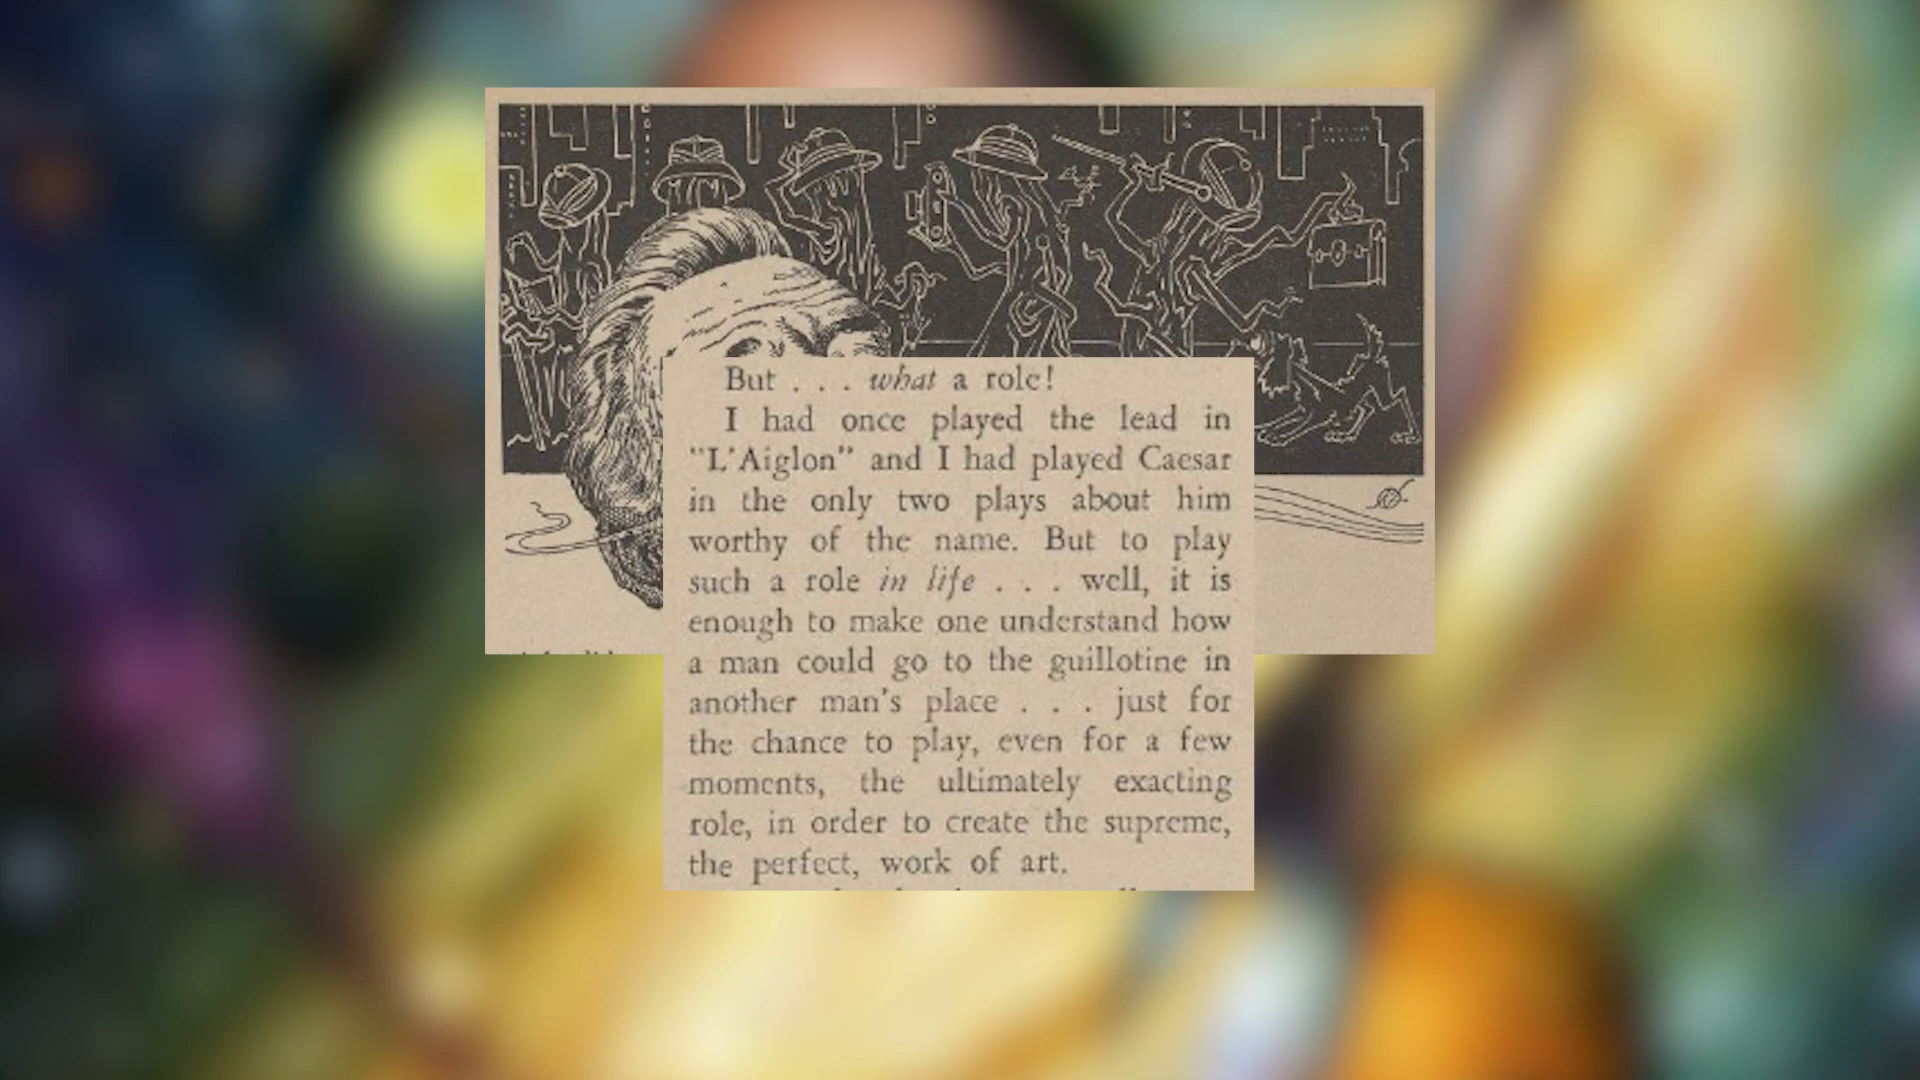 But . . . what a role!
I had once played the lead in
"L'Aiglon" and I had played Caesar
in the only two plays about him
worthy of the name. But to play
such a role in life . . . well, it is
enough to make one understand how
a man could go to the guillotine in
another man's place . . . just for
the chance to play, even for a few
moments, the ultimately exacting
role, in order to create the supreme,
the perfect, work of art.